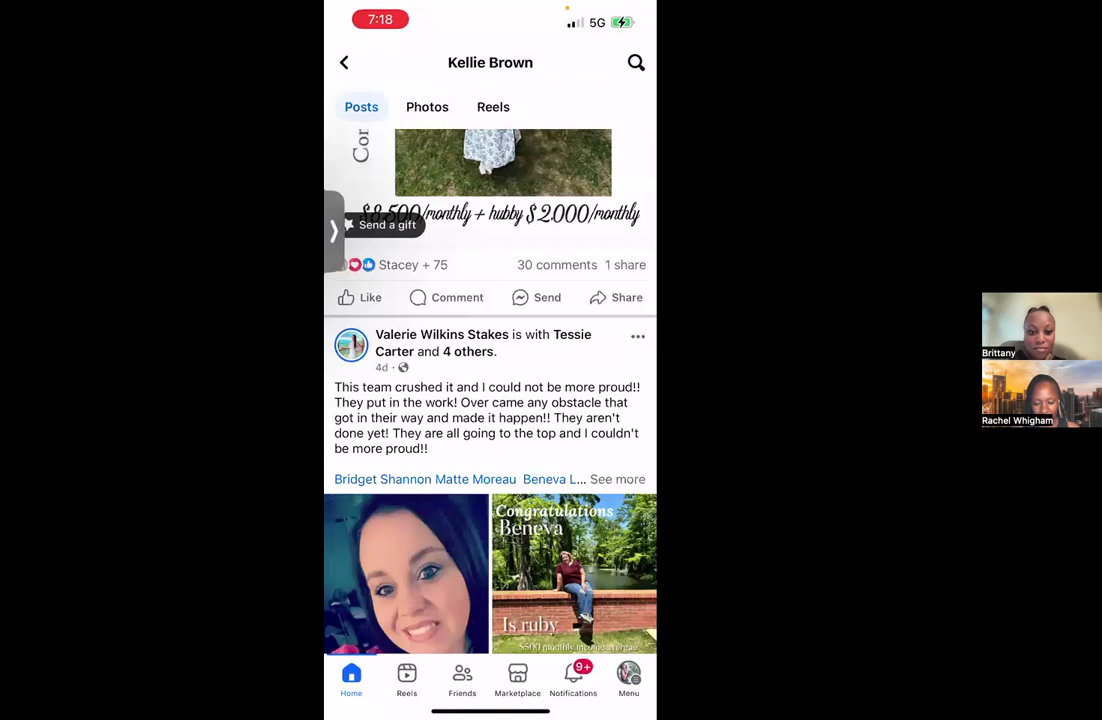 7:18
5G
Kellie Brown
Posts Photos Reels
Cor
$8,500/monthly + hubby $2,000/monthly
Send a gift
Stacey + 75 30 comments 1 share
Like Comment Send Share
Valerie Wilkins Stakes is with Tessie
Carter and 4 others.
4d ·
This team crushed it and I could not be more proud!!
They put in the work! Over came any obstacle that
got in their way and made it happen!! They aren't
done yet! They are all going to the top and I couldn't
be more proud!!
Bridget Shannon Matte Moreau Beneva L... See more
Congratulations
Beneva
Is ruby
$500 monthly income avergae
Home Reels Friends Marketplace Notifications Menu
9+
Brittany
Rachel Whigham